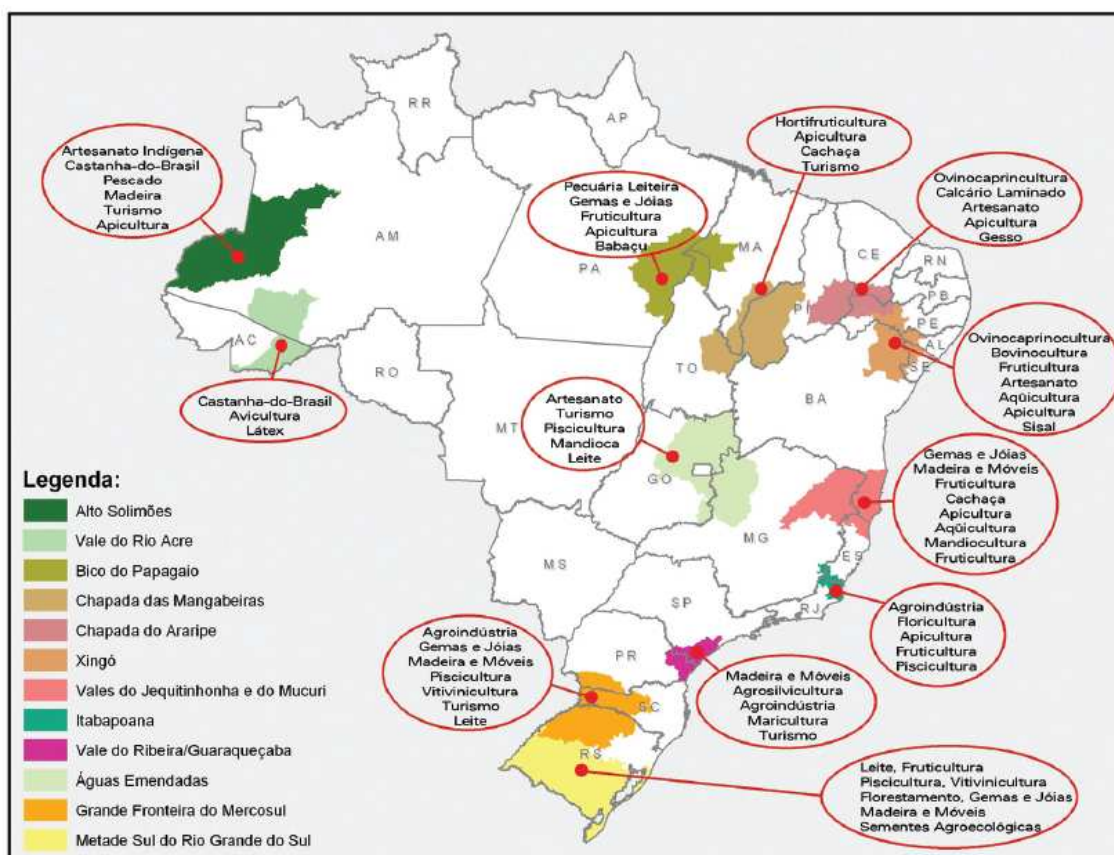 RR
AP
Artesanato Indígena
Castanha-do-Brasil
Pescado
Madeira
Turismo
Apicultura
Hortifruticultura
Apicultura
Cachaça
Turismo
Pecuária Leiteira
Gemas e Jóias
Fruticultura
Apicultura
Babaçu
Ovinocaprincultura
Calcário Laminado
Artesanato
Apicultura
Gesso
AM
PA
MA
CE
RN
PB
PI
PE
AL
SE
AC
RO
TO
BA
MT
Castanha-do-Brasil
Avicultura
Látex
Artesanato
Turismo
Piscicultura
Mandioca
Leite
Ovinocaprinocultura
Bovinocultura
Fruticultura
Artesanato
Aqüicultura
Apicultura
Sisal
GO
MG
ES
MS
SP
RJ
PR
SC
RS
Gemas e Jóias
Madeira e Móveis
Fruticultura
Cachaça
Apicultura
Aqüicultura
Mandiocultura
Fruticultura
Agroindústria
Floricultura
Apicultura
Fruticultura
Piscicultura
Agroindústria
Gemas e Jóias
Madeira e Móveis
Piscicultura
Vitivinicultura
Turismo
Leite
Madeira e Móveis
Agrosilvicultura
Agroindústria
Maricultura
Turismo
Leite, Fruticultura
Piscicultura, Vitivinicultura
Florestamento, Gemas e Jóias
Madeira e Móveis
Sementes Agroecológicas
Legenda:
Alto Solimões
Vale do Rio Acre
Bico do Papagaio
Chapada das Mangabeiras
Chapada do Araripe
Xingó
Vales do Jequitinhonha e do Mucuri
Itabapoana
Vale do Ribeira/Guaraqueçaba
Águas Emendadas
Grande Fronteira do Mercosul
Metade Sul do Rio Grande do Sul